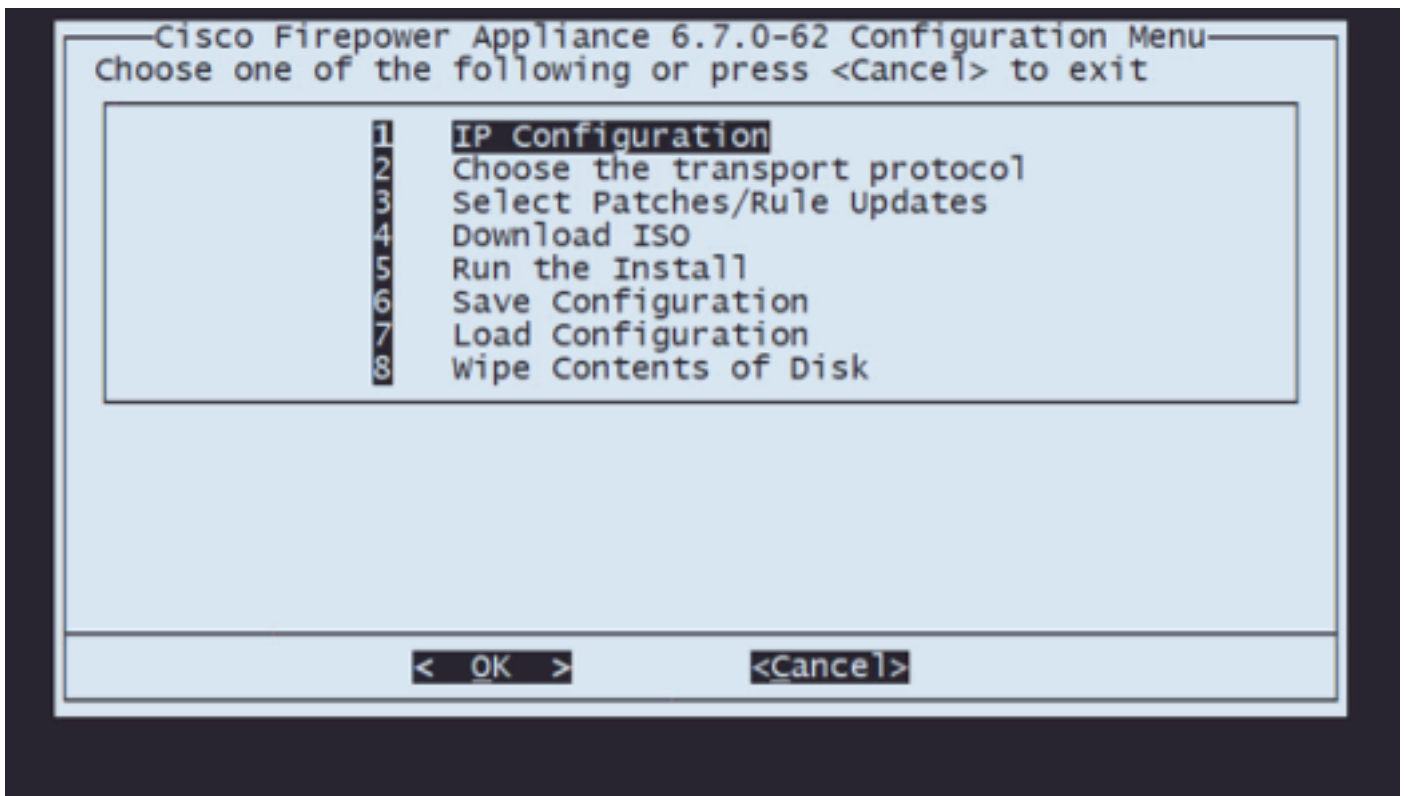 Cisco Firepower Appliance 6.7.0-62 Configuration Menu
Choose one of the following or press <Cancel> to exit
1 IP Configuration
2 Choose the transport protocol
3 Select Patches/Rule Updates
4 Download ISO
5 Run the Install
6 Save Configuration
7 Load Configuration
8 Wipe Contents of Disk
< OK > <Cancel>